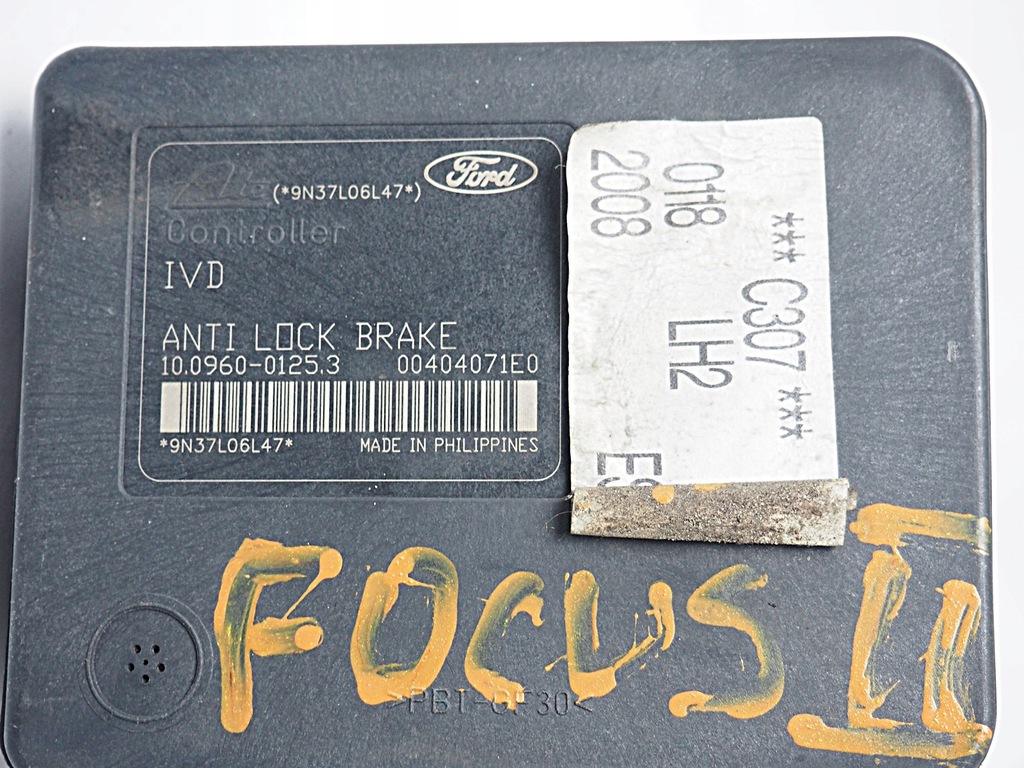 (*9N37L06L47*)
Ford
Controller
IVD
ANTI LOCK BRAKE
10.0960-0125.3 00404071E0
*9N37L06L47*
MADE IN PHILIPPINES
*** C307 ***
0118 LH2
2008
FOCUS II
>PBT-GF30<